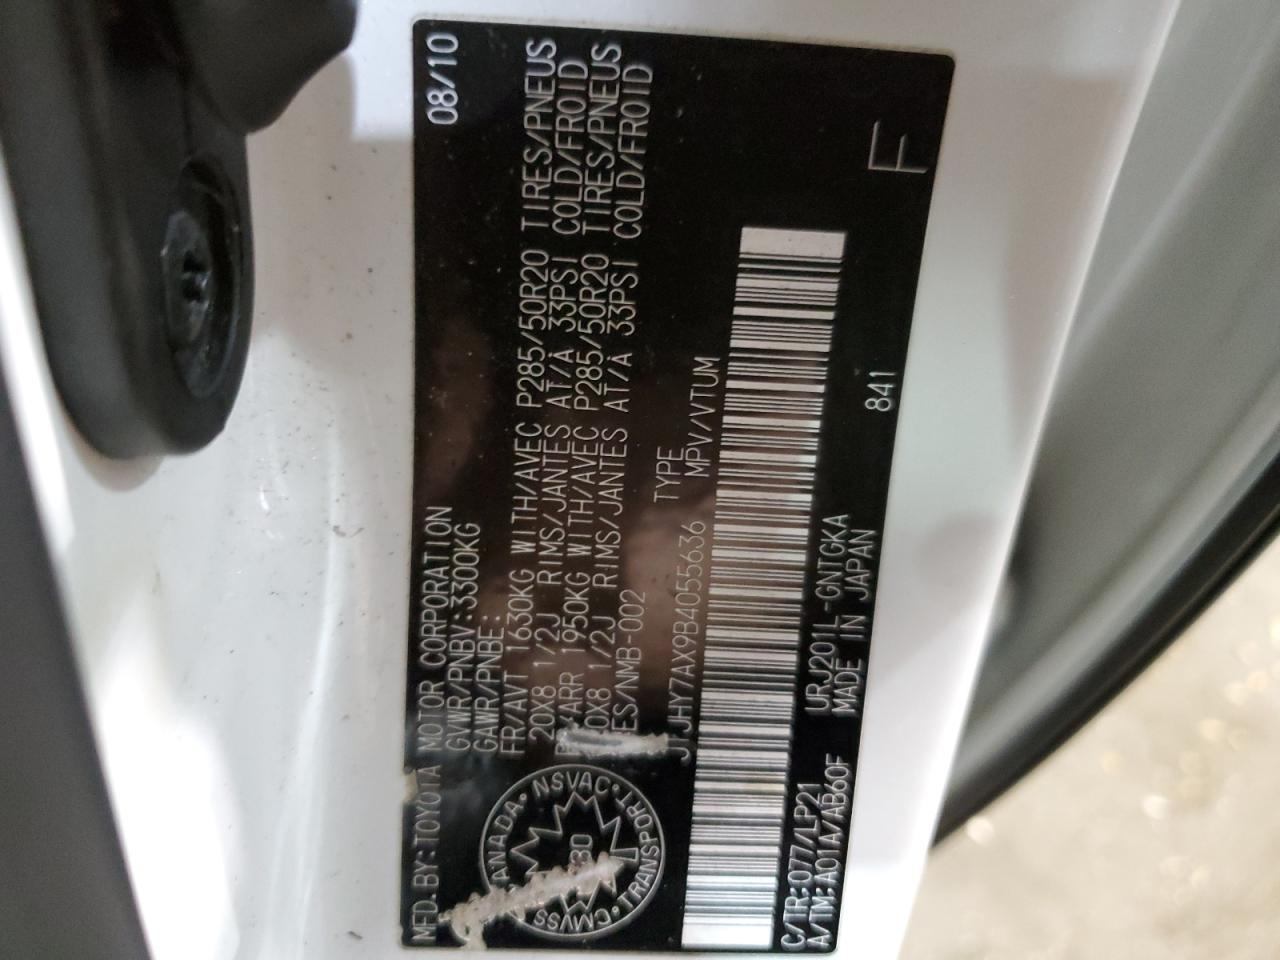 MFD. BY: TOYOTA MOTOR CORPORATION 08/10
GVWR/PNBV: 3300KG
GAWR/PNBE:
FR/AVT 1630KG WITH/AVEC P285/50R20 TIRES/PNEUS
20X8 1/2J RIMS/JANTES AT/À 33PSI COLD/FROID
ARR 1950KG WITH/AVEC P285/50R20 TIRES/PNEUS
0X8 1/2J RIMS/JANTES AT/À 33PSI COLD/FROID
ES/NMB-002
TYPE
JTJHY7AX9B4055636 MPV/VTUM
CANADA • NSVAC • TRANSPORT • CMVSS
C/TR: 077/LP21 URJ201L-GNTGKA 841
A/TM: A01A/AB60F MADE IN JAPAN
F